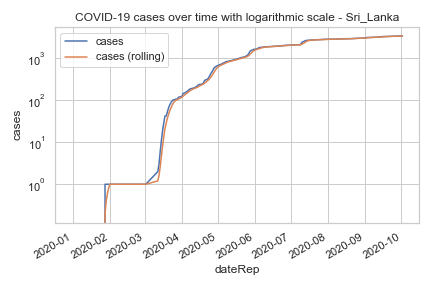 COVID-19 cases over time with logarithmic scale - Sri_Lanka
cases
cases (rolling)
10³
10²
10¹
10⁰
cases
2020-01
2020-02
2020-03
2020-04
2020-05
2020-06
2020-07
2020-08
2020-09
2020-10
dateRep